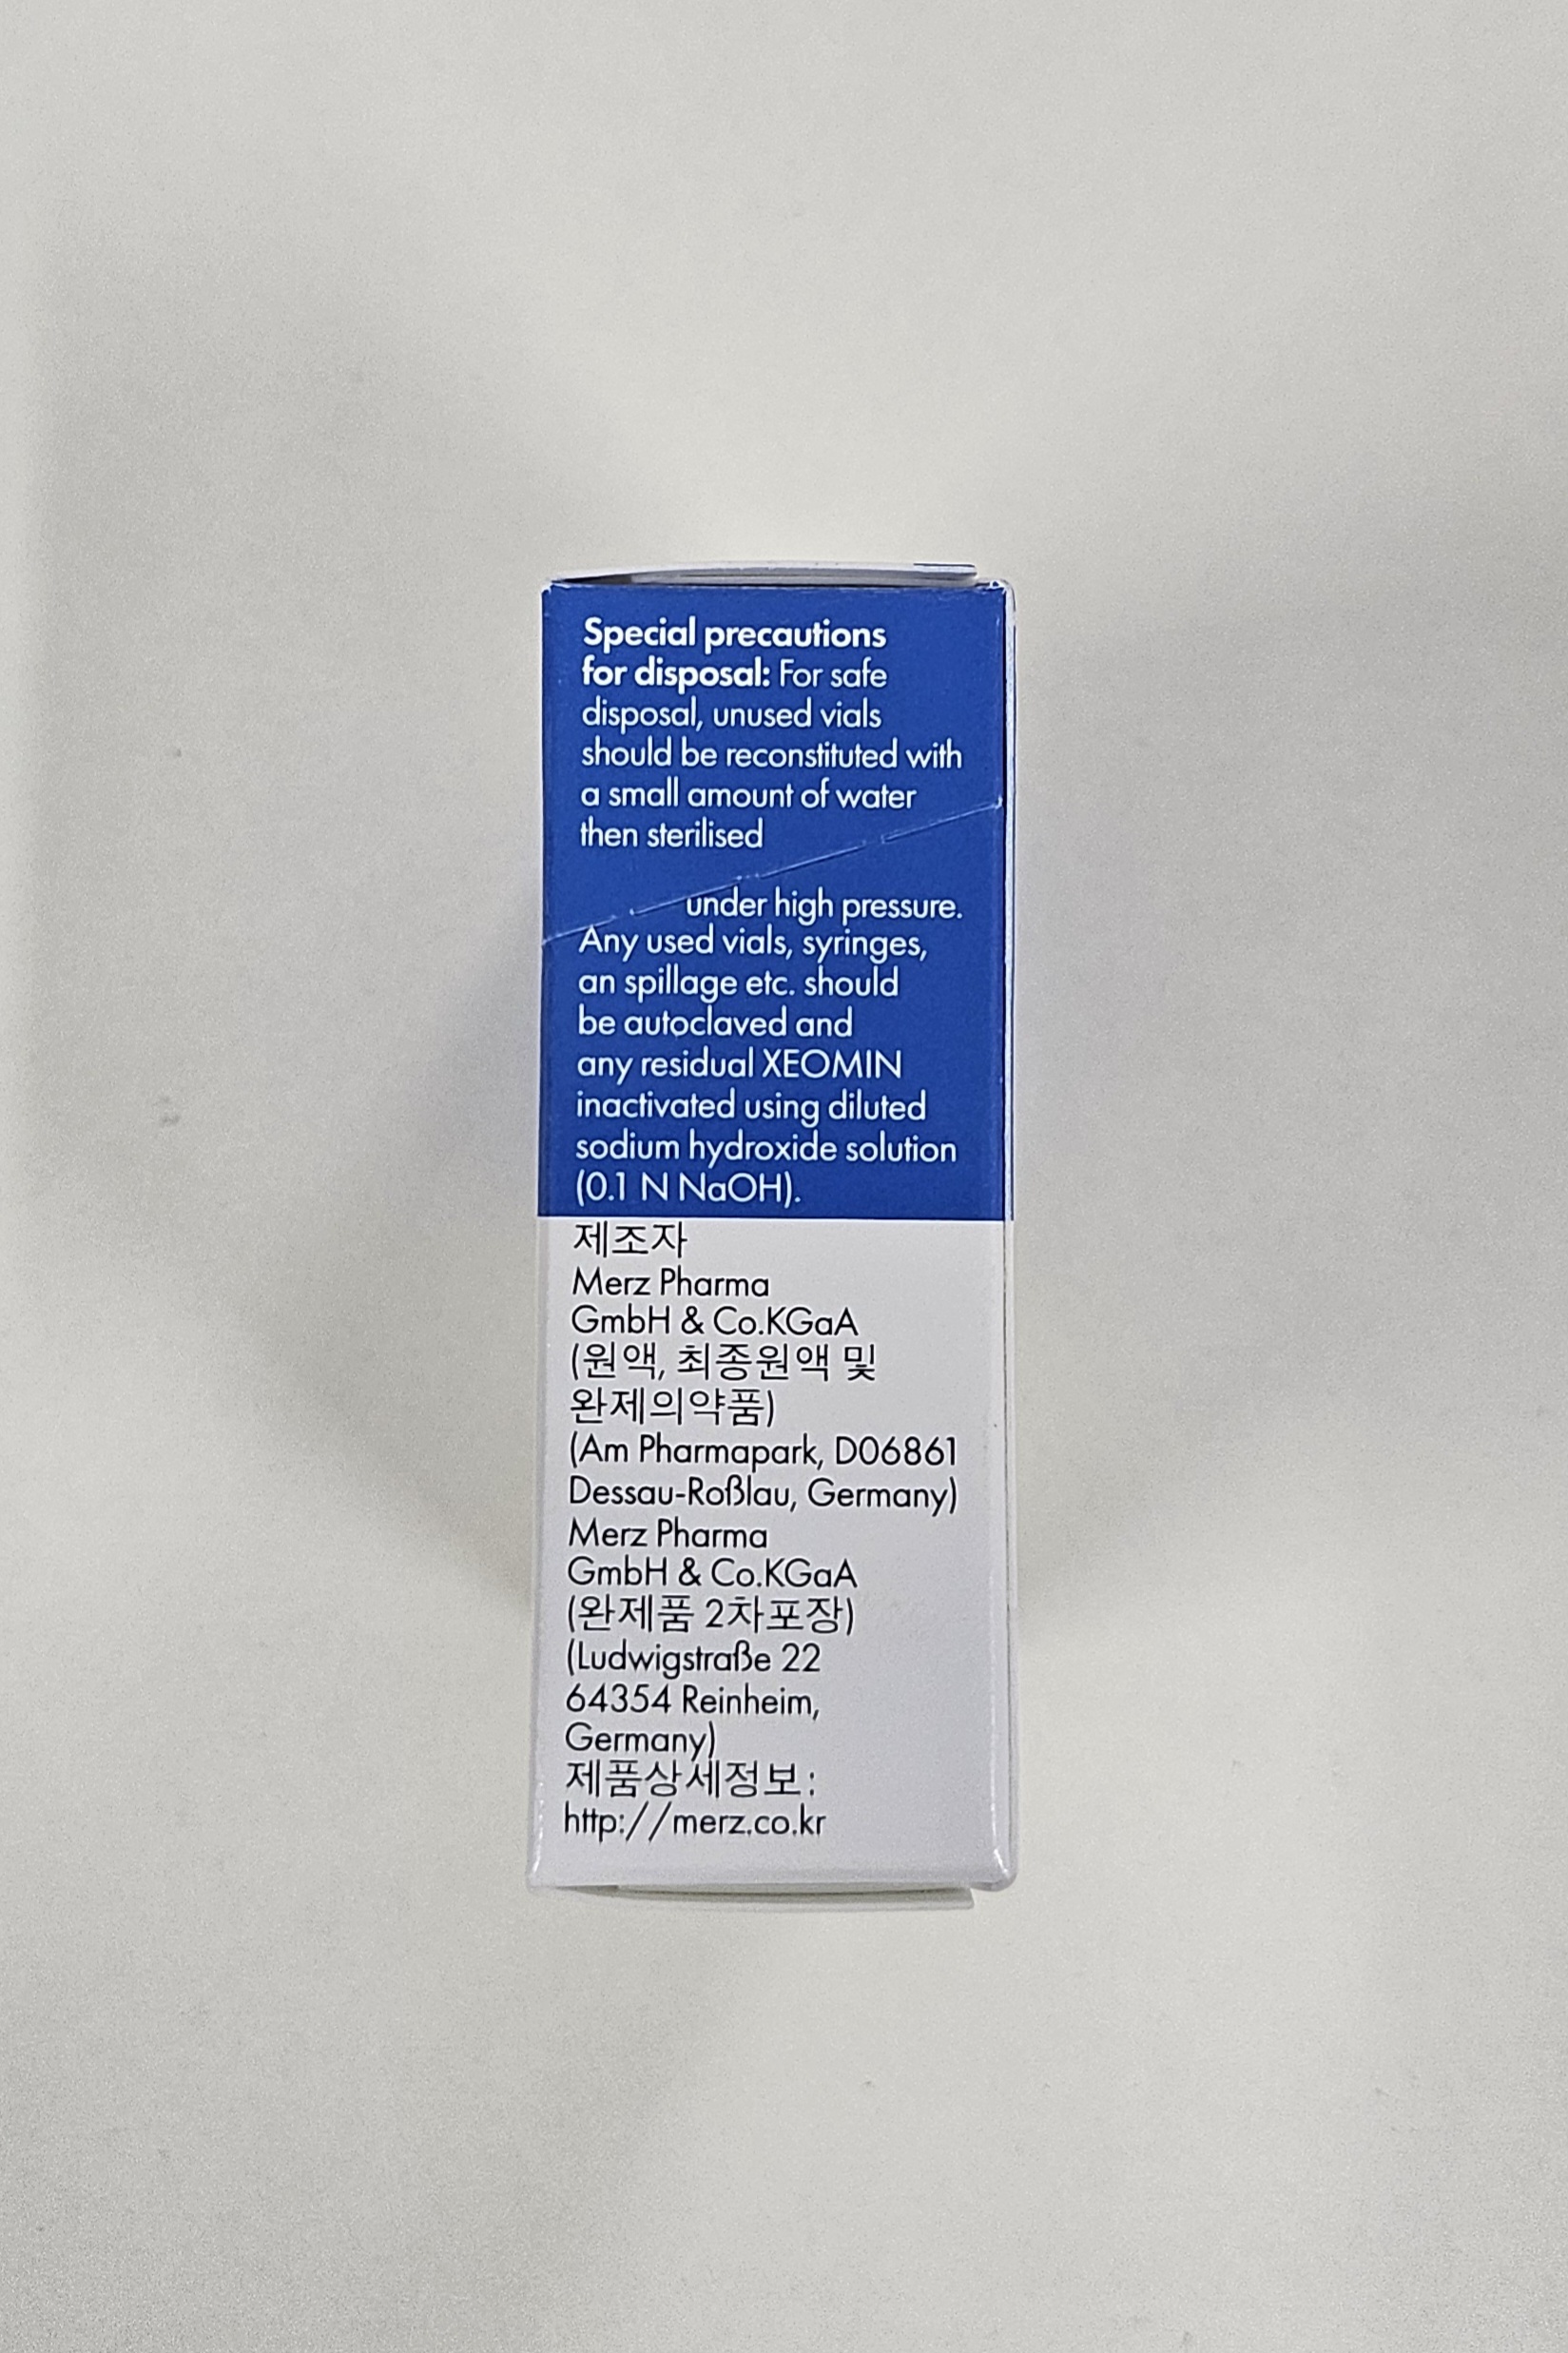 Special precautions
for disposal: For safe
disposal, unused vials
should be reconstituted with
a small amount of water
then sterilised
under high pressure.
Any used vials, syringes,
an spillage etc. should
be autoclaved and
any residual XEOMIN
inactivated using diluted
sodium hydroxide solution
(0.1 N NaOH).
제조자
Merz Pharma
GmbH & Co.KGaA
(원액, 최종원액 및
완제의약품)
(Am Pharmapark, D06861
Dessau-Roßlau, Germany)
Merz Pharma
GmbH & Co.KGaA
(완제품 2차포장)
(Ludwigstraße 22
64354 Reinheim,
Germany)
제품상세정보:
http://merz.co.kr